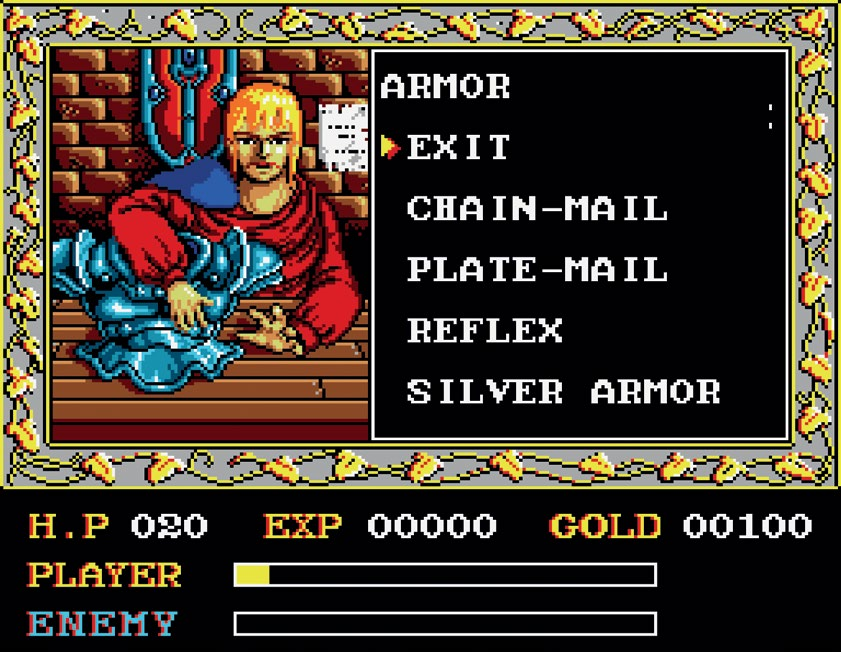 ARMOR
EXIT
CHAIN-MAIL
PLATE-MAIL
REFLEX
SILVER ARMOR
H.P 020 EXP 00000 GOLD 00100
PLAYER
ENEMY